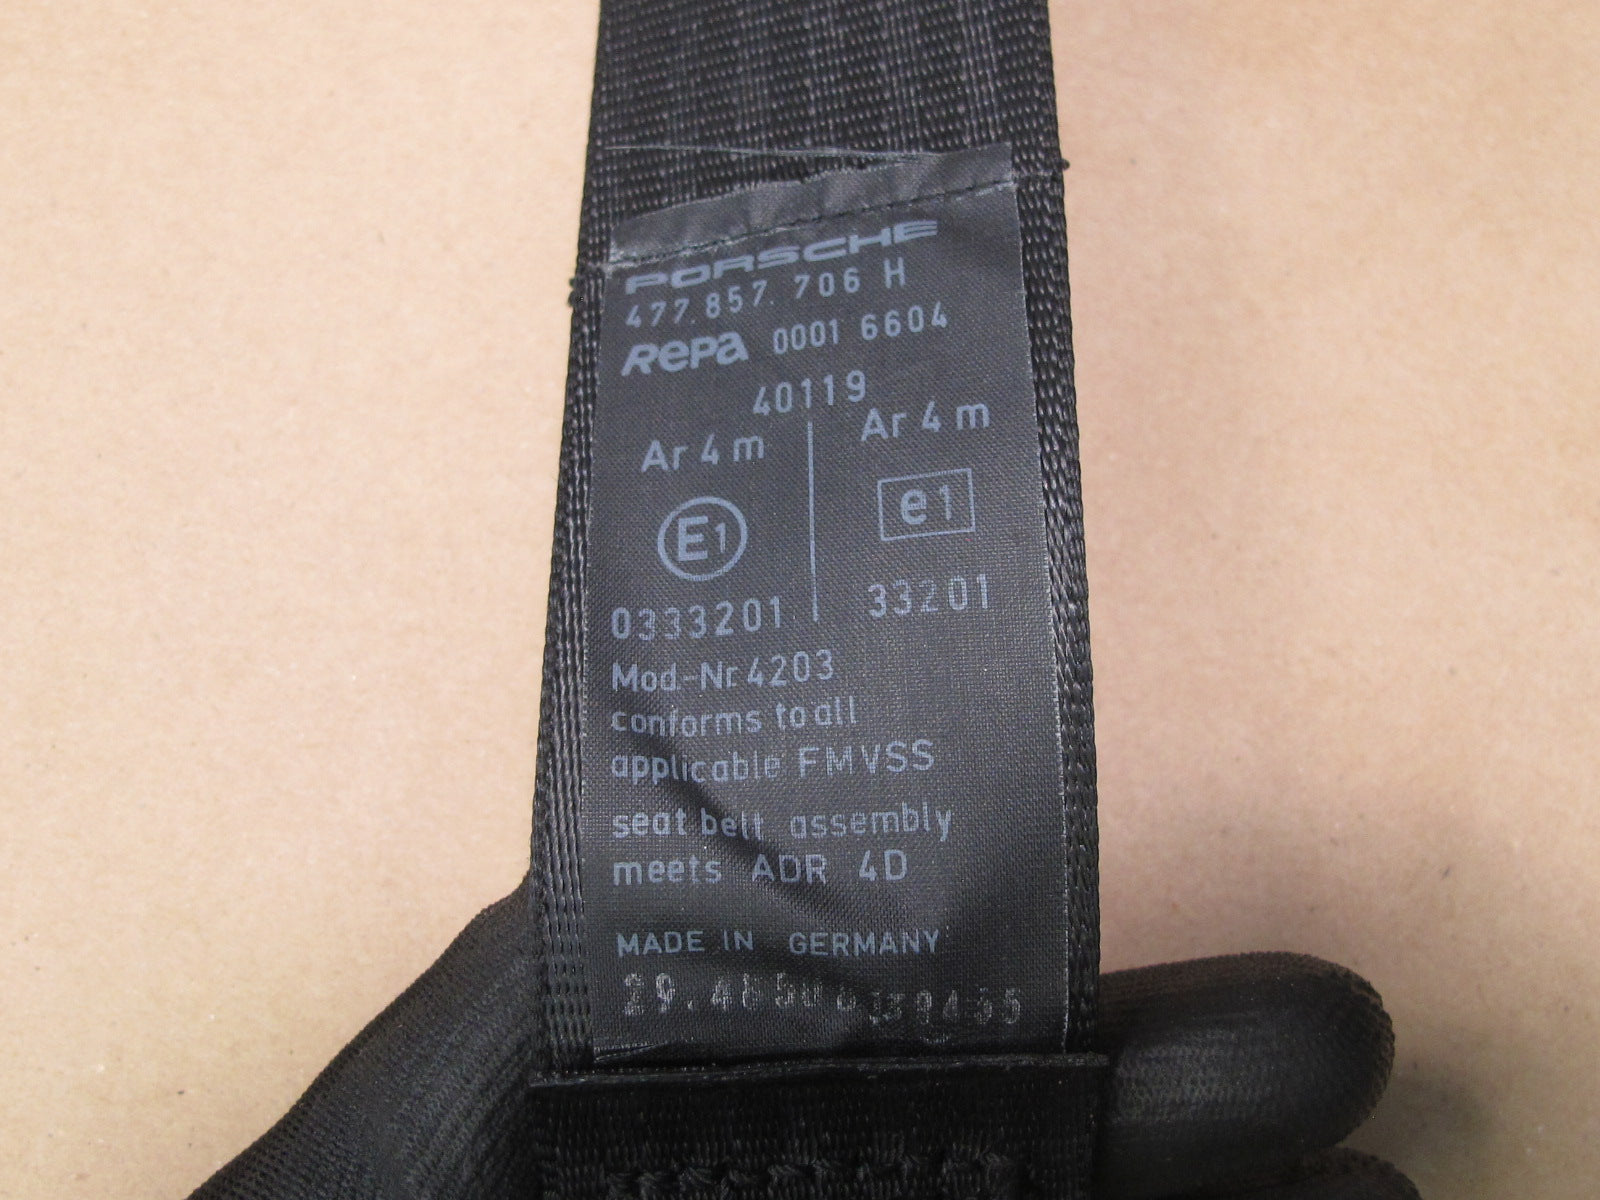 PORSCHE
477.857.706 H
RePa 0001 6604
40119
Ar 4 m
Ar 4 m
E1
e1
0333201
33201
Mod.-Nr.4203
conforms to all
applicable FMVSS
seat belt assembly
meets ADR 4D
MADE IN GERMANY